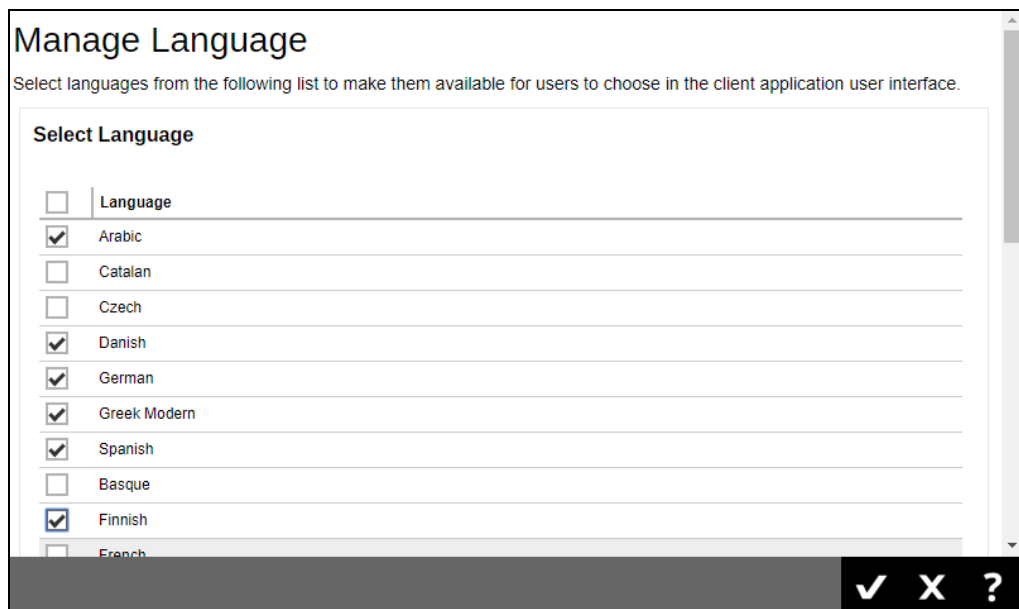 Manage Language
Select languages from the following list to make them available for users to choose in the client application user interface.
Select Language
Language
Arabic
Catalan
Czech
Danish
German
Greek Modern
Spanish
Basque
Finnish
French